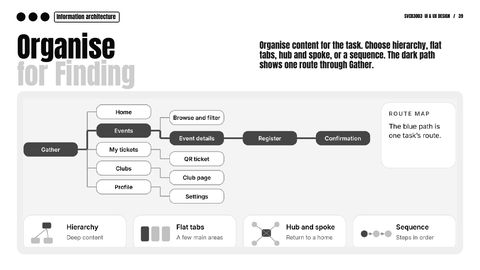 Information architecture
SVCD2003 UI & UX DESIGN / 39
Organise
for Finding
Organise content for the task. Choose hierarchy, flat
tabs, hub and spoke, or a sequence. The dark path
shows one route through Gather.
Home
Browse and filter
Events
Event details
Register
Confirmation
Gather
My tickets
QR ticket
Clubs
Club page
Profile
Settings
ROUTE MAP
The blue path is
one task's route.
Hierarchy
Deep content
Flat tabs
A few main areas
Hub and spoke
Return to a home
Sequence
Steps in order